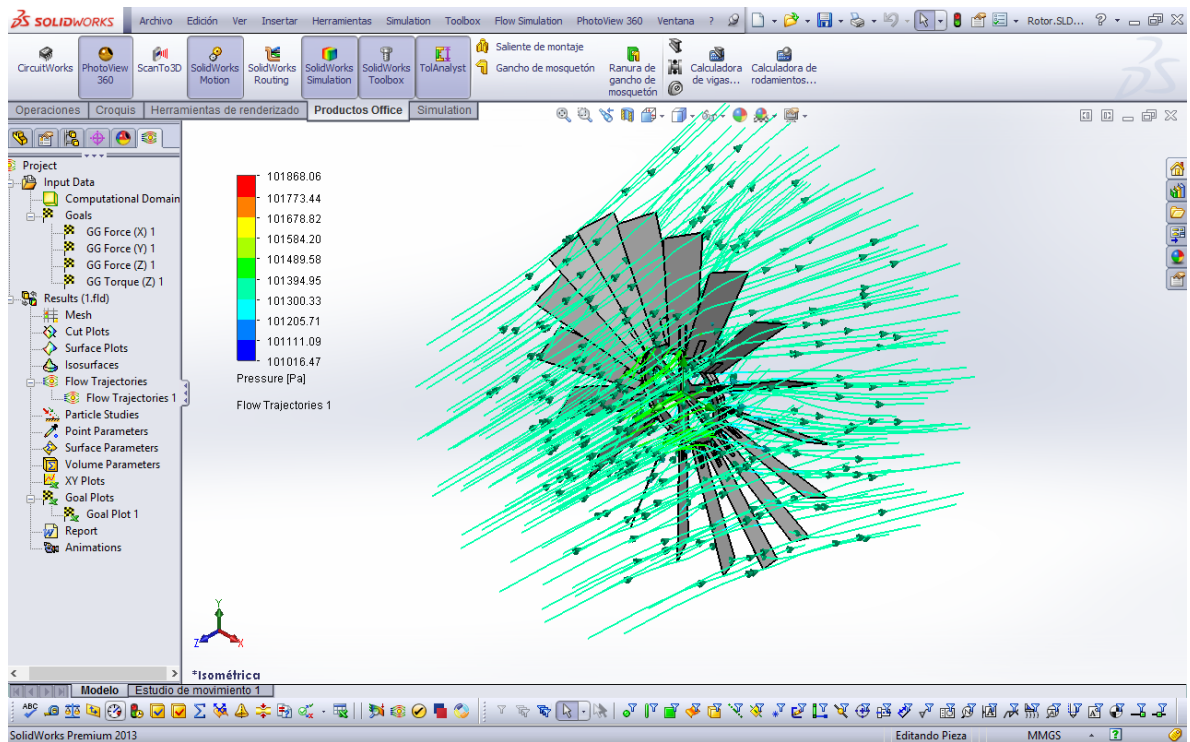 SOLIDWORKS Archivo Edición Ver Insertar Herramientas Simulation Toolbox Flow Simulation PhotoView 360 Ventana ? Rotor.SLD... ?
CircuitWorks
PhotoView
360
ScanTo3D
SolidWorks
Motion
SolidWorks
Routing
SolidWorks
Simulation
SolidWorks
Toolbox
TolAnalyst
Saliente de montaje
Gancho de mosquetón
Ranura de
gancho de
mosquetón
Calculadora
de vigas...
Calculadora de
rodamientos...
Operaciones Croquis Herramientas de renderizado Productos Office Simulation
Project
Input Data
Computational Domain
Goals
GG Force (X) 1
GG Force (Y) 1
GG Force (Z) 1
GG Torque (Z) 1
Results (1.fld)
Mesh
Cut Plots
Surface Plots
Isosurfaces
Flow Trajectories
Flow Trajectories 1
Particle Studies
Point Parameters
Surface Parameters
Volume Parameters
XY Plots
Goal Plots
Goal Plot 1
Report
Animations
101868.06
101773.44
101678.82
101584.20
101489.58
101394.95
101300.33
101205.71
101111.09
101016.47
Pressure [Pa]
Flow Trajectories 1
Y
Z X
*Isométrica
Modelo Estudio de movimiento 1
ABC
SolidWorks Premium 2013 Editando Pieza MMGS ?